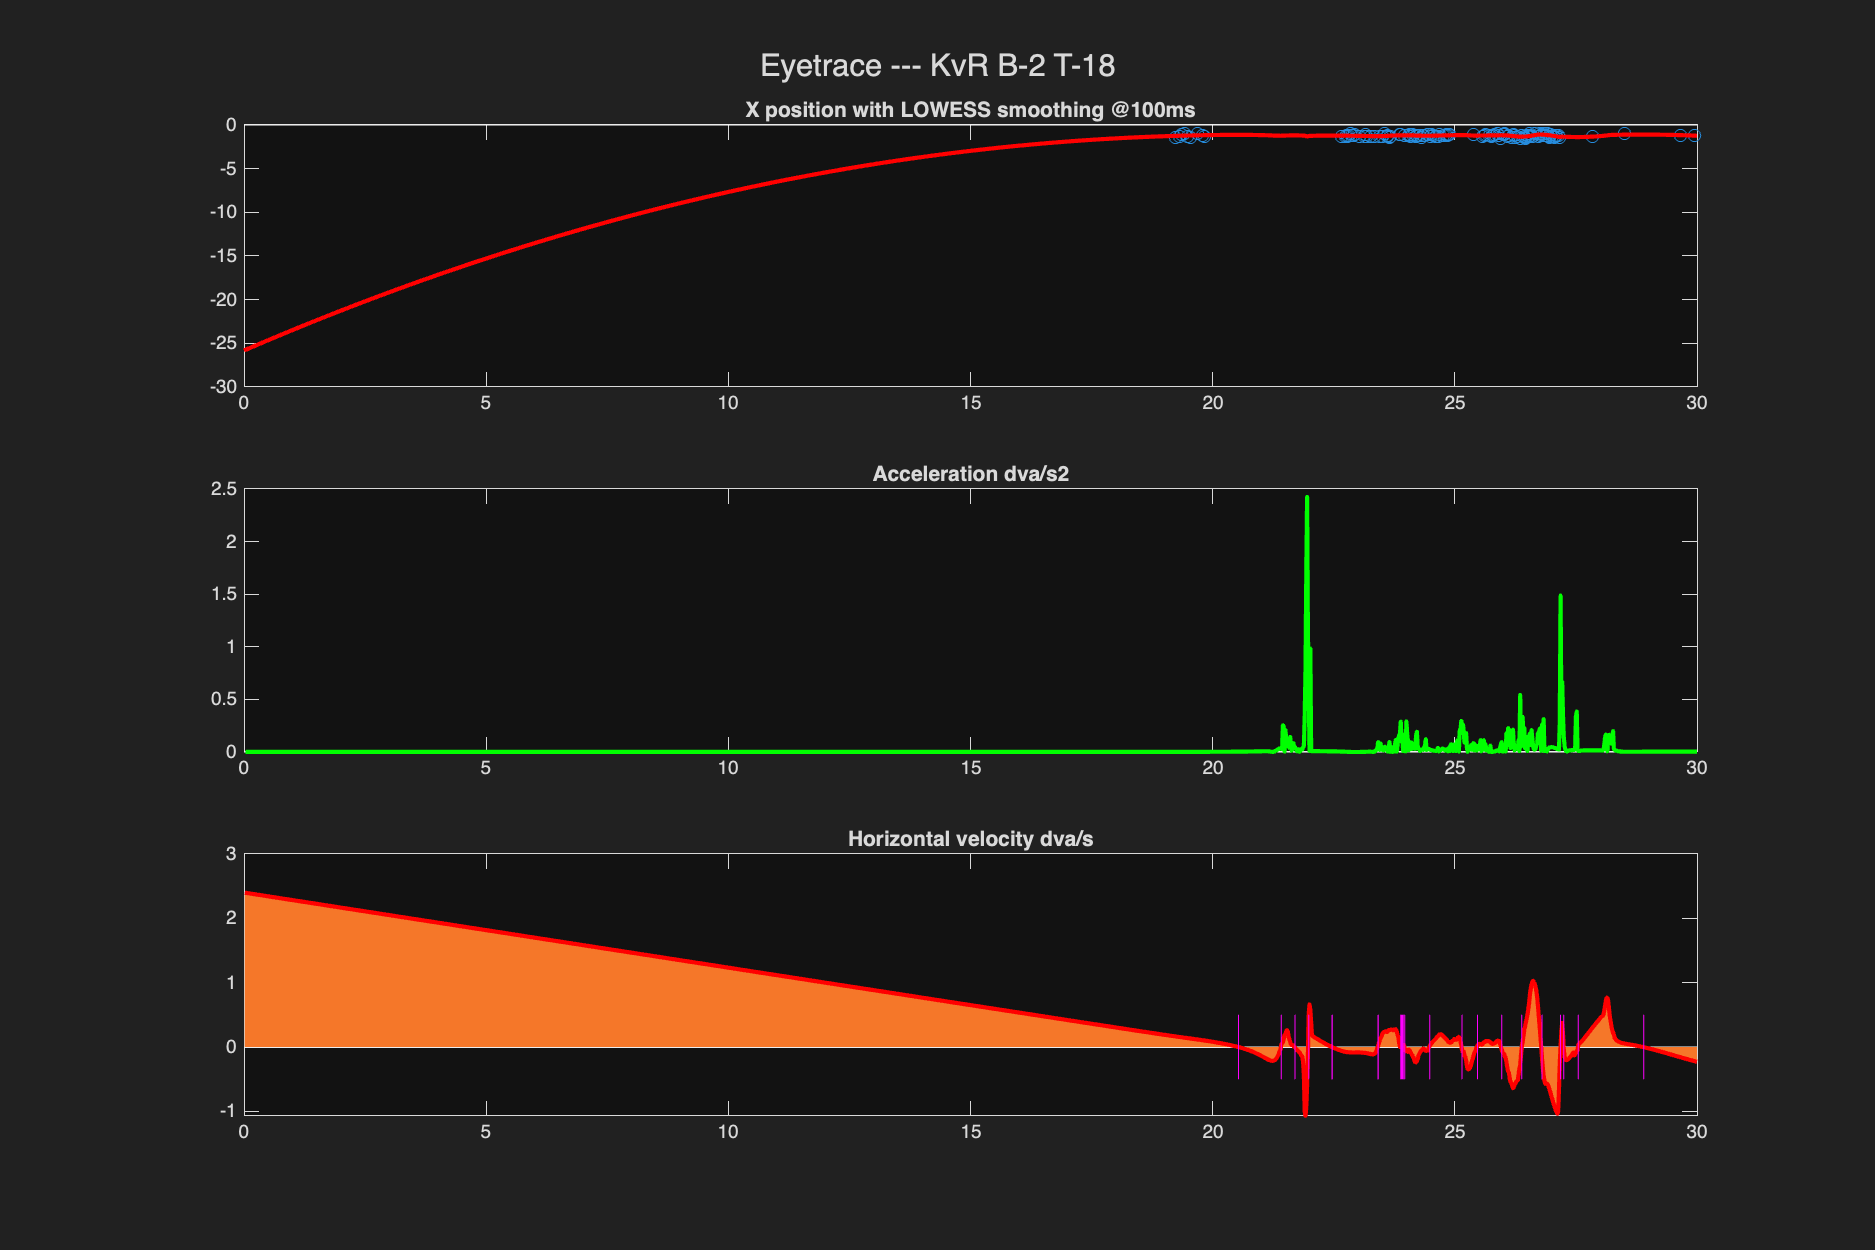 Eyetrace --- KvR B-2 T-18
X position with LOWESS smoothing @100ms
0
-5
-10
-15
-20
-25
-30
0 5 10 15 20 25 30
Acceleration dva/s2
2.5
2
1.5
1
0.5
0
0 5 10 15 20 25 30
Horizontal velocity dva/s
3
2
1
0
-1
0 5 10 15 20 25 30